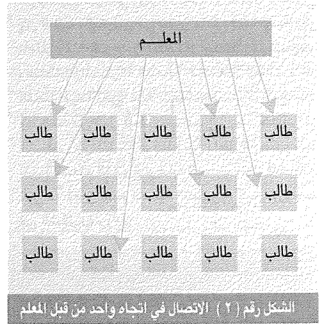 المعلـــم
طالب طالب طالب طالب طالب
طالب طالب طالب طالب طالب
طالب طالب طالب طالب طالب
الشكل رقم ( ٢ ) الاتصال في اتجاه واحد من قبل المعلم